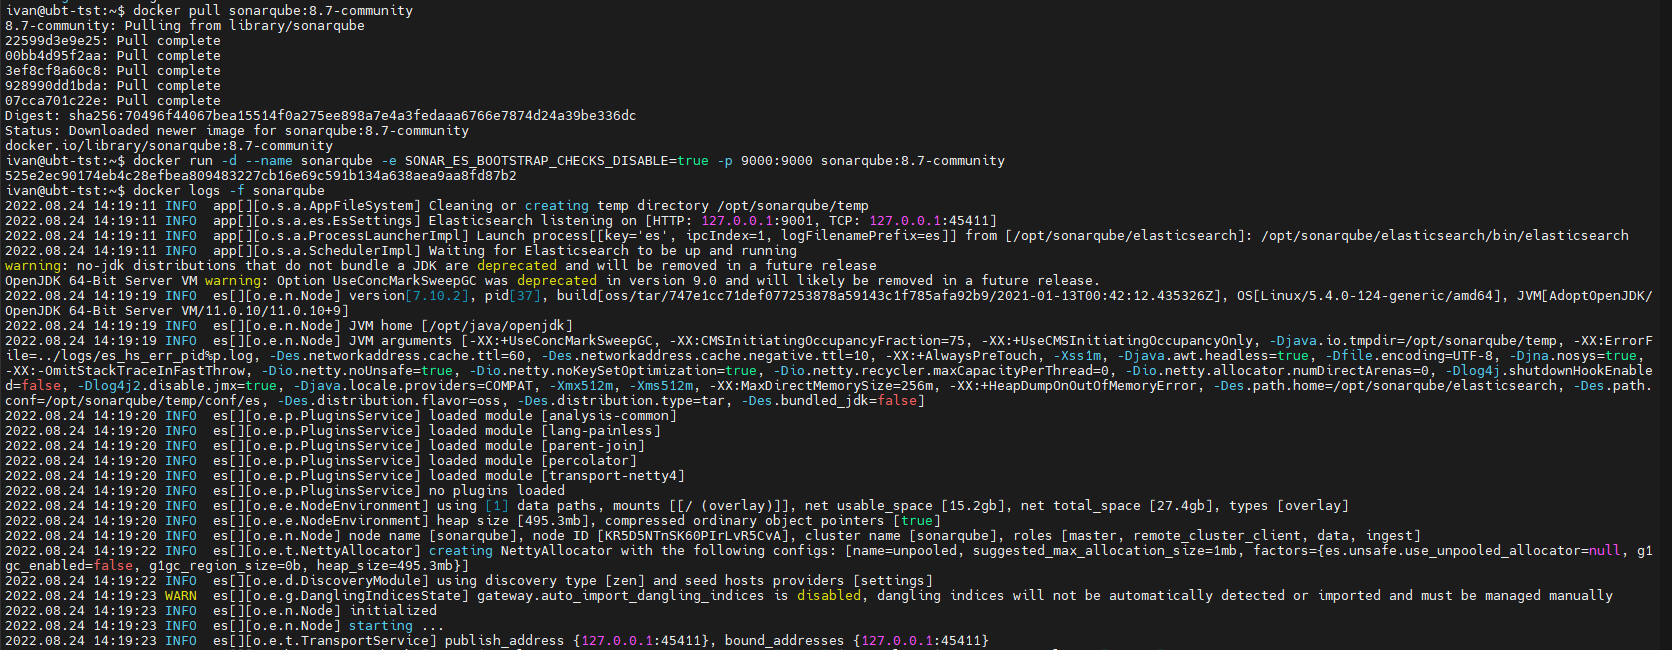 ivan@ubt-tst:~$ docker pull sonarqube:8.7-community
8.7-community: Pulling from library/sonarqube
22599d3e9e25: Pull complete
00bb4d95f2aa: Pull complete
3ef8cf8a60c8: Pull complete
928990dd1bda: Pull complete
07cca701c22e: Pull complete
Digest: sha256:70496f44067bea15514f0a275ee898a7e4a3fedaaa6766e7874d24a39be336dc
Status: Downloaded newer image for sonarqube:8.7-community
docker.io/library/sonarqube:8.7-community
ivan@ubt-tst:~$ docker run -d --name sonarqube -e SONAR_ES_BOOTSTRAP_CHECKS_DISABLE=true -p 9000:9000 sonarqube:8.7-community
525e2ec90174eb4c28efbea809483227cb16e69c591b134a638aea9aa8fd87b2
ivan@ubt-tst:~$ docker logs -f sonarqube
2022.08.24 14:19:11 INFO  app[][o.s.a.AppFileSystem] Cleaning or creating temp directory /opt/sonarqube/temp
2022.08.24 14:19:11 INFO  app[][o.s.a.es.EsSettings] Elasticsearch listening on [HTTP: 127.0.0.1:9001, TCP: 127.0.0.1:45411]
2022.08.24 14:19:11 INFO  app[][o.s.a.ProcessLauncherImpl] Launch process[[key='es', ipcIndex=1, logFilenamePrefix=es]] from [/opt/sonarqube/elasticsearch]: /opt/sonarqube/elasticsearch/bin/elasticsearch
2022.08.24 14:19:11 INFO  app[][o.s.a.SchedulerImpl] Waiting for Elasticsearch to be up and running
warning: no-jdk distributions that do not bundle a JDK are deprecated and will be removed in a future release
OpenJDK 64-Bit Server VM warning: Option UseConcMarkSweepGC was deprecated in version 9.0 and will likely be removed in a future release.
2022.08.24 14:19:19 INFO  es[][o.e.n.Node] version[7.10.2], pid[37], build[oss/tar/747e1cc71def077253878a59143c1f785afa92b9/2021-01-13T00:42:12.435326Z], OS[Linux/5.4.0-124-generic/amd64], JVM[AdoptOpenJDK/
OpenJDK 64-Bit Server VM/11.0.10/11.0.10+9]
2022.08.24 14:19:19 INFO  es[][o.e.n.Node] JVM home [/opt/java/openjdk]
2022.08.24 14:19:19 INFO  es[][o.e.n.Node] JVM arguments [-XX:+UseConcMarkSweepGC, -XX:CMSInitiatingOccupancyFraction=75, -XX:+UseCMSInitiatingOccupancyOnly, -Djava.io.tmpdir=/opt/sonarqube/temp, -XX:ErrorF
ile=../logs/es_hs_err_pid%p.log, -Des.networkaddress.cache.ttl=60, -Des.networkaddress.cache.negative.ttl=10, -XX:+AlwaysPreTouch, -Xss1m, -Djava.awt.headless=true, -Dfile.encoding=UTF-8, -Djna.nosys=true,
-XX:-OmitStackTraceInFastThrow, -Dio.netty.noUnsafe=true, -Dio.netty.noKeySetOptimization=true, -Dio.netty.recycler.maxCapacityPerThread=0, -Dio.netty.allocator.numDirectArenas=0, -Dlog4j.shutdownHookEnable
d=false, -Dlog4j2.disable.jmx=true, -Djava.locale.providers=COMPAT, -Xmx512m, -Xms512m, -XX:MaxDirectMemorySize=256m, -XX:+HeapDumpOnOutOfMemoryError, -Des.path.home=/opt/sonarqube/elasticsearch, -Des.path.
conf=/opt/sonarqube/temp/conf/es, -Des.distribution.flavor=oss, -Des.distribution.type=tar, -Des.bundled_jdk=false]
2022.08.24 14:19:20 INFO  es[][o.e.p.PluginsService] loaded module [analysis-common]
2022.08.24 14:19:20 INFO  es[][o.e.p.PluginsService] loaded module [lang-painless]
2022.08.24 14:19:20 INFO  es[][o.e.p.PluginsService] loaded module [parent-join]
2022.08.24 14:19:20 INFO  es[][o.e.p.PluginsService] loaded module [percolator]
2022.08.24 14:19:20 INFO  es[][o.e.p.PluginsService] loaded module [transport-netty4]
2022.08.24 14:19:20 INFO  es[][o.e.p.PluginsService] no plugins loaded
2022.08.24 14:19:20 INFO  es[][o.e.e.NodeEnvironment] using [1] data paths, mounts [[/ (overlay)]], net usable_space [15.2gb], net total_space [27.4gb], types [overlay]
2022.08.24 14:19:20 INFO  es[][o.e.e.NodeEnvironment] heap size [495.3mb], compressed ordinary object pointers [true]
2022.08.24 14:19:20 INFO  es[][o.e.n.Node] node name [sonarqube], node ID [KR5D5NTnSK60PIrLvR5CvA], cluster name [sonarqube], roles [master, remote_cluster_client, data, ingest]
2022.08.24 14:19:22 INFO  es[][o.e.t.NettyAllocator] creating NettyAllocator with the following configs: [name=unpooled, suggested_max_allocation_size=1mb, factors={es.unsafe.use_unpooled_allocator=null, g1
gc_enabled=false, g1gc_region_size=0b, heap_size=495.3mb}]
2022.08.24 14:19:22 INFO  es[][o.e.d.DiscoveryModule] using discovery type [zen] and seed hosts providers [settings]
2022.08.24 14:19:23 WARN  es[][o.e.g.DanglingIndicesState] gateway.auto_import_dangling_indices is disabled, dangling indices will not be automatically detected or imported and must be managed manually
2022.08.24 14:19:23 INFO  es[][o.e.n.Node] initialized
2022.08.24 14:19:23 INFO  es[][o.e.n.Node] starting ...
2022.08.24 14:19:23 INFO  es[][o.e.t.TransportService] publish_address {127.0.0.1:45411}, bound_addresses {127.0.0.1:45411}